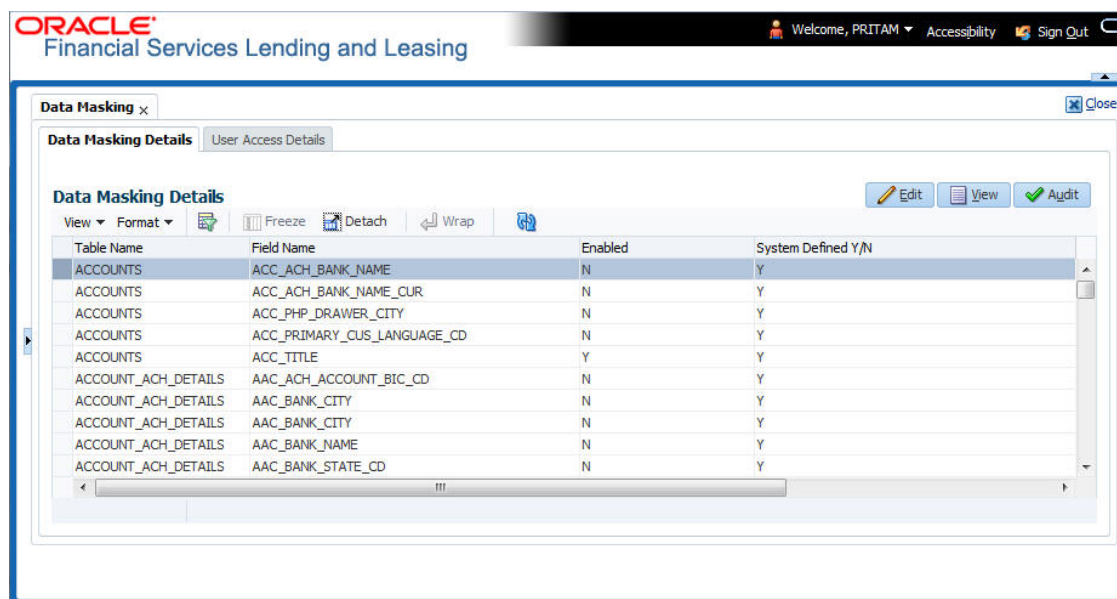 ORACLE
Financial Services Lending and Leasing
Welcome, PRITAM Accessibility Sign Out
Data Masking x
Close
Data Masking Details User Access Details
Data Masking Details
Edit View Audit
View Format Freeze Detach Wrap
Table Name Field Name Enabled System Defined Y/N
ACCOUNTS ACC_ACH_BANK_NAME N Y
ACCOUNTS ACC_ACH_BANK_NAME_CUR N Y
ACCOUNTS ACC_PHP_DRAWER_CITY N Y
ACCOUNTS ACC_PRIMARY_CUS_LANGUAGE_CD N Y
ACCOUNTS ACC_TITLE Y Y
ACCOUNT_ACH_DETAILS AAC_ACH_ACCOUNT_BIC_CD N Y
ACCOUNT_ACH_DETAILS AAC_BANK_CITY N Y
ACCOUNT_ACH_DETAILS AAC_BANK_CITY N Y
ACCOUNT_ACH_DETAILS AAC_BANK_NAME N Y
ACCOUNT_ACH_DETAILS AAC_BANK_STATE_CD N Y